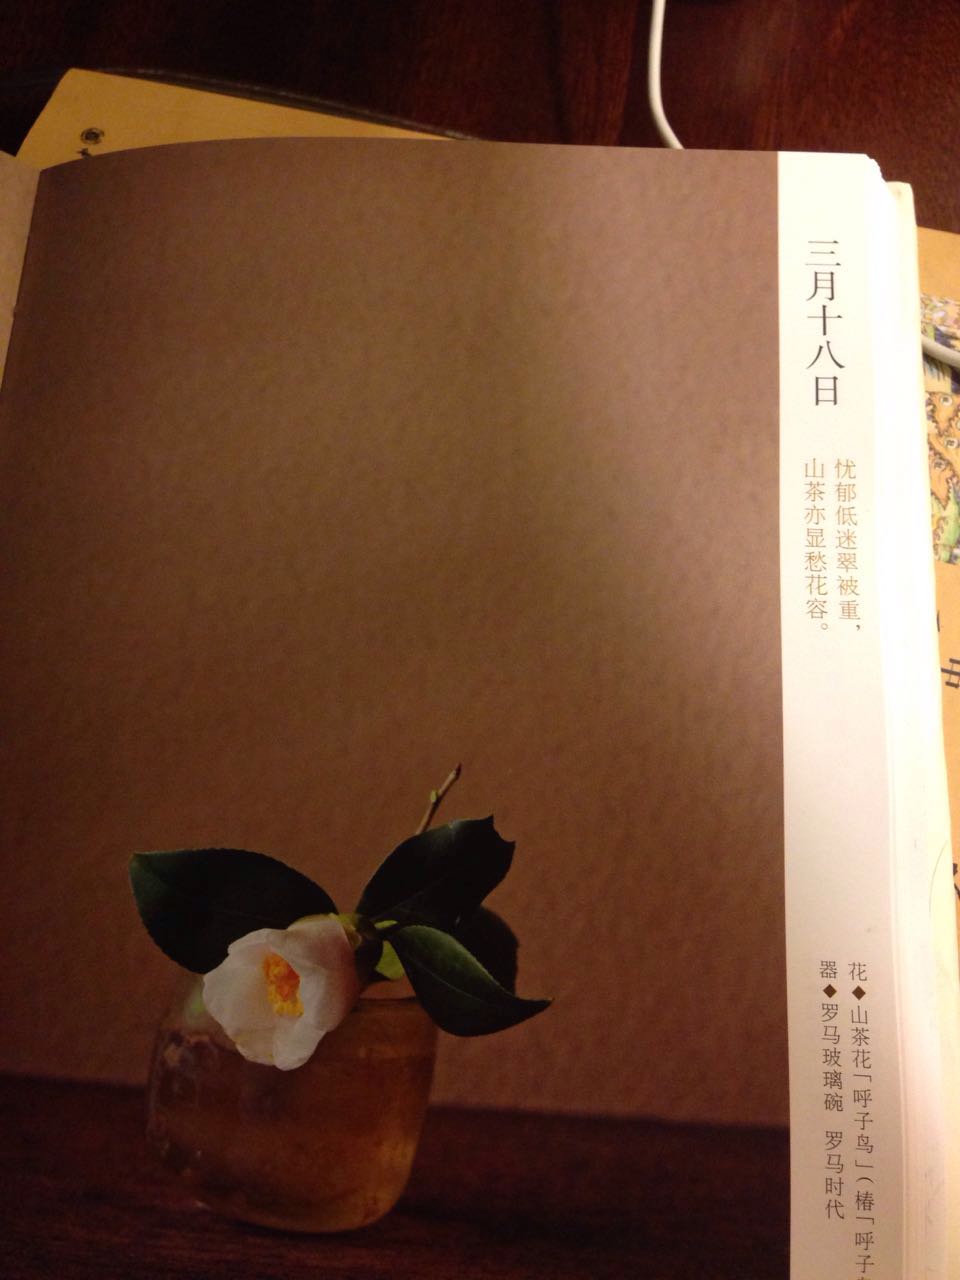 三月十八日
忧郁低迷翠被重，
山茶亦显愁花容。
花◆山茶花「呼子鸟」（椿「呼子
器◆罗马玻璃碗 罗马时代